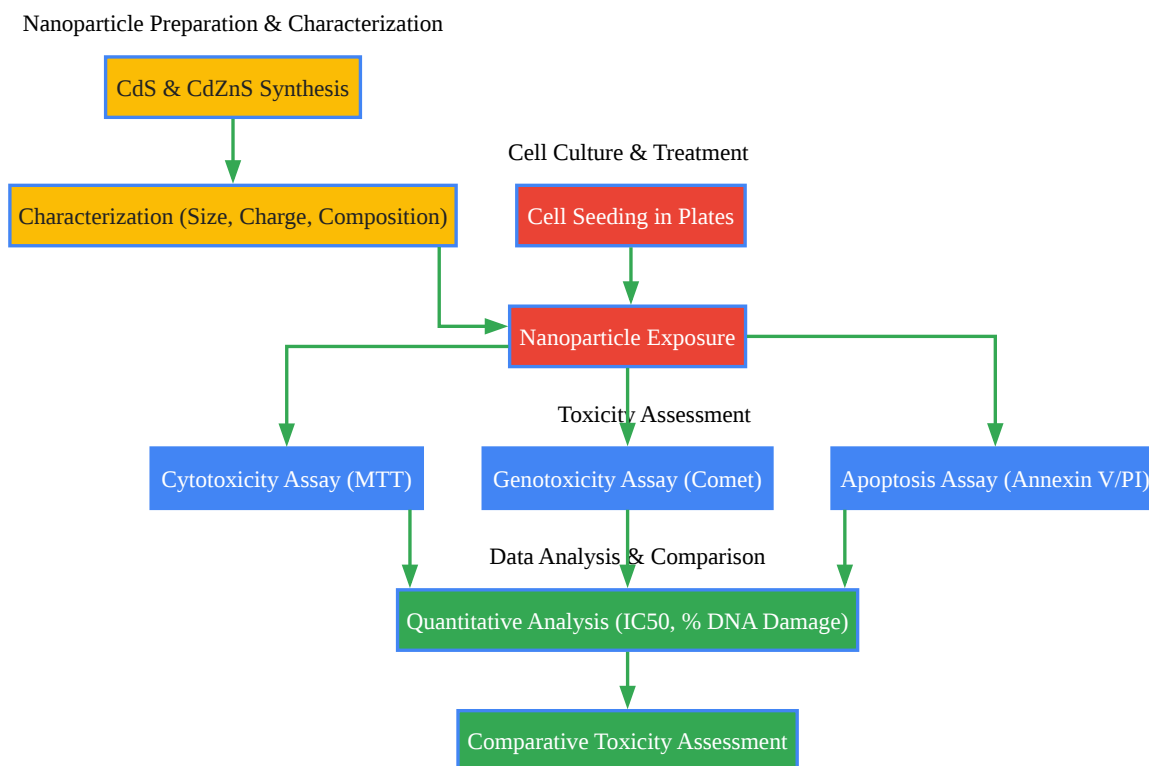 Nanoparticle Preparation & Characterization
CdS & CdZnS Synthesis
Cell Culture & Treatment
Characterization (Size, Charge, Composition)
Cell Seeding in Plates
Nanoparticle Exposure
Toxicity Assessment
Cytotoxicity Assay (MTT)
Genotoxicity Assay (Comet)
Apoptosis Assay (Annexin V/PI)
Data Analysis & Comparison
Quantitative Analysis (IC50, % DNA Damage)
Comparative Toxicity Assessment